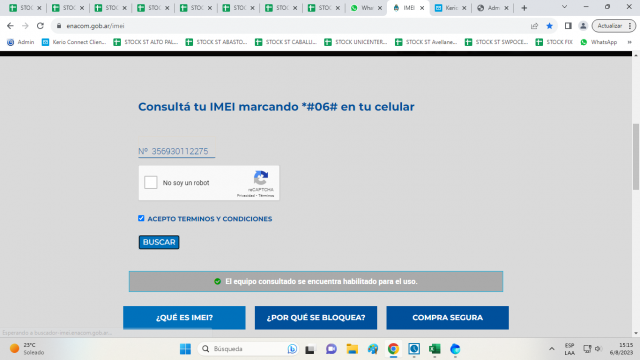 STOC
STOC
STOC
STOC
STOC
STOC
STOC
STOC
Wha
IMEI
Kerio
Adm
enacom.gob.ar/imei
Actualizar
Admin
Kerio Connect Clien...
STOCK ST ALTO PAL...
STOCK ST ABASTO...
STOCK ST CABALLI...
STOCK UNICENTER...
STOCK ST Avellane...
STOCK ST SWPOCE...
STOCK FIX
WhatsApp
»
Consultá tu IMEI marcando *#06# en tu celular
Nº 356930112275
No soy un robot
reCAPTCHA
Privacidad - Términos
ACEPTO TERMINOS Y CONDICIONES
BUSCAR
El equipo consultado se encuentra habilitado para el uso.
¿QUÉ ES IMEI?
¿POR QUÉ SE BLOQUEA?
COMPRA SEGURA
Esperando a buscador-imei.enacom.gob.ar...
23°C
Soleado
Búsqueda
ESP
LAA
15:15
6/8/2023